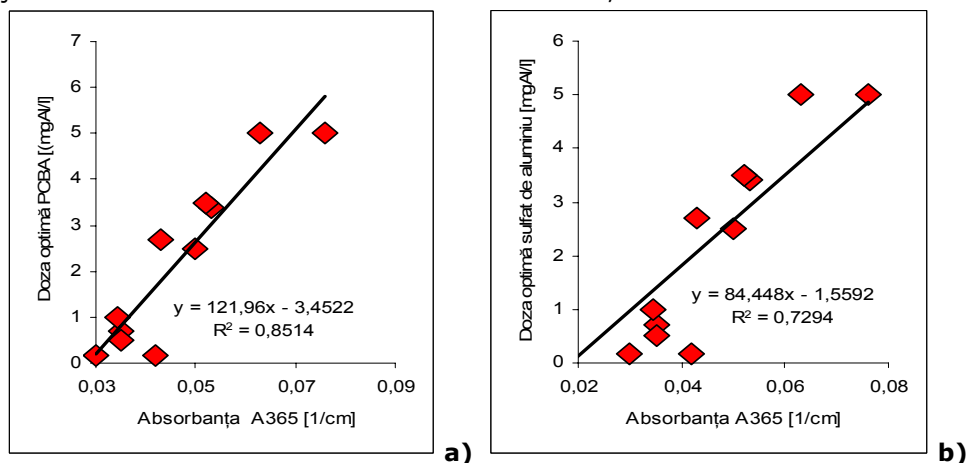 7
6
5
4
3
2
1
0
Doza optimă PCBA [(mgAl/l]
y = 121,96x - 3,4522
R² = 0,8514
0,03 0,05 0,07 0,09
Absorbanța A365 [1/cm]
a)
6
5
4
3
2
1
0
Doza optimă sulfat de aluminiu [mgAl/l]
y = 84,448x - 1,5592
R² = 0,7294
0,02 0,04 0,06 0,08
Absorbanța A365 [1/cm]
b)